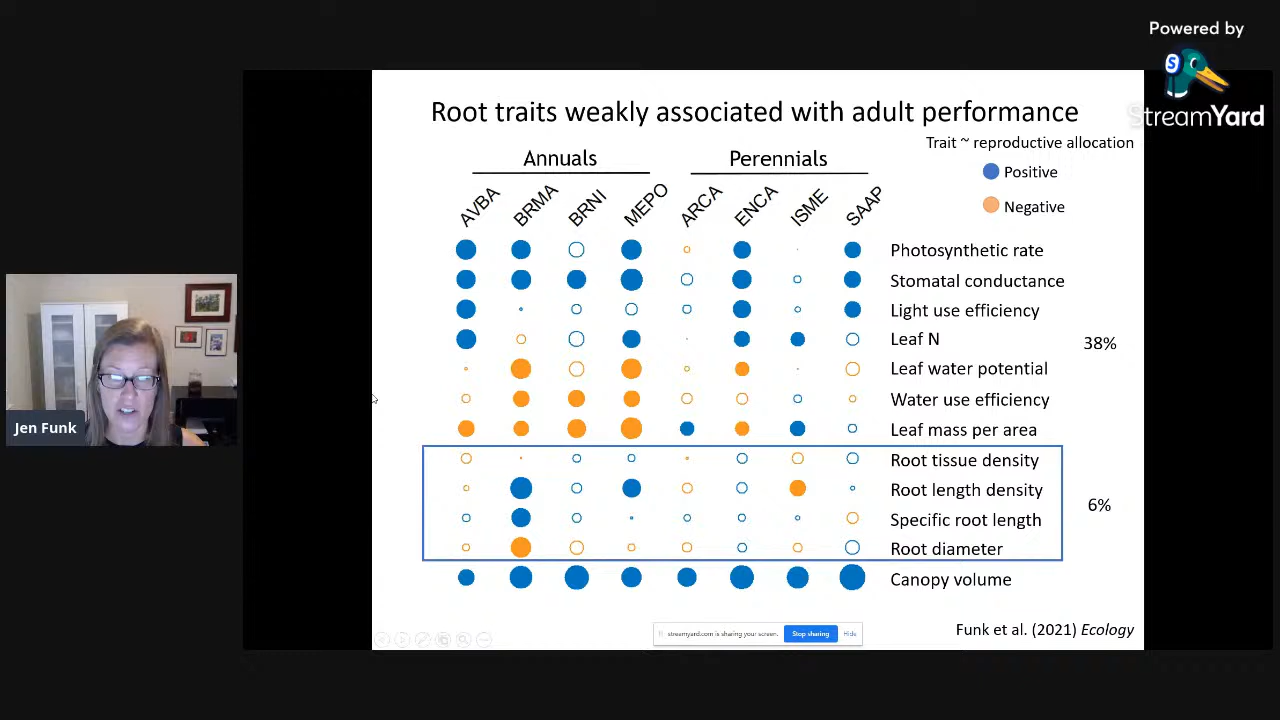 Powered by
StreamYard
Root traits weakly associated with adult performance
Trait ~ reproductive allocation
Annuals
Perennials
Positive
Negative
AVBA
BRMA
BRNI
MEPO
ARCA
ENCA
ISME
SAAP
Photosynthetic rate
Stomatal conductance
Light use efficiency
Leaf N
38%
Leaf water potential
Water use efficiency
Leaf mass per area
Root tissue density
Root length density
6%
Specific root length
Root diameter
Canopy volume
Jen Funk
streamyard.com is sharing your screen.
Stop sharing
Hide
Funk et al. (2021) Ecology